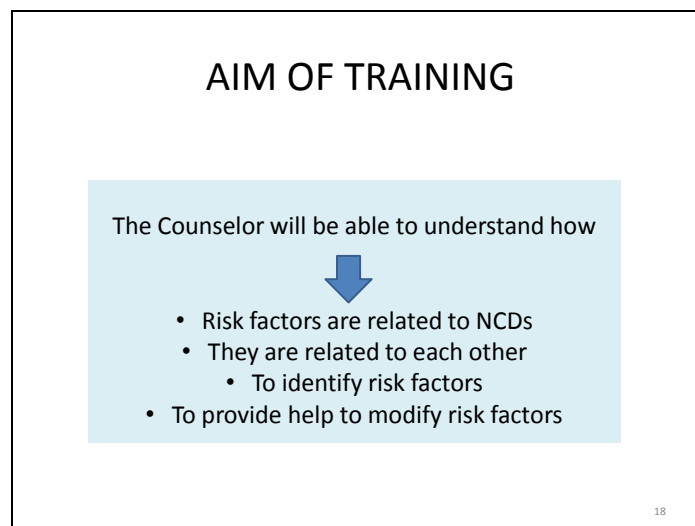 AIM OF TRAINING
The Counselor will be able to understand how
• Risk factors are related to NCDs
• They are related to each other
• To identify risk factors
• To provide help to modify risk factors
18